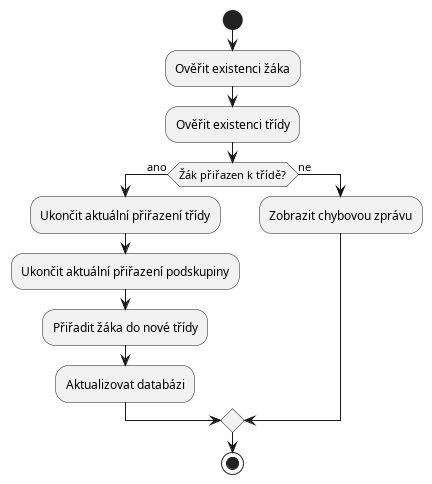 Ověřit existenci žáka
Ověřit existenci třídy
Žák přiřazen k třídě?
ano
ne
Ukončit aktuální přiřazení třídy
Zobrazit chybovou zprávu
Ukončit aktuální přiřazení podskupiny
Přiřadit žáka do nové třídy
Aktualizovat databázi